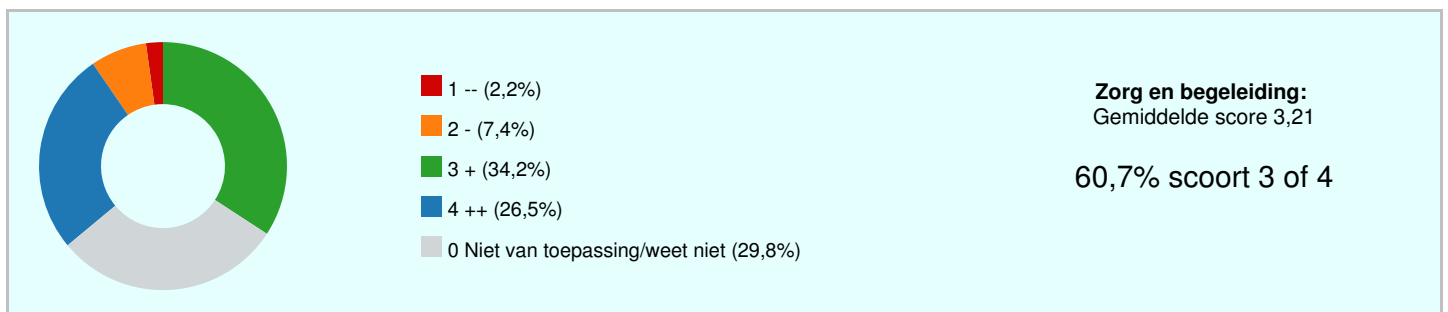 1 -- (2,2%)
2 - (7,4%)
3 + (34,2%)
4 ++ (26,5%)
0 Niet van toepassing/weet niet (29,8%)
Zorg en begeleiding:
Gemiddelde score 3,21
60,7% scoort 3 of 4